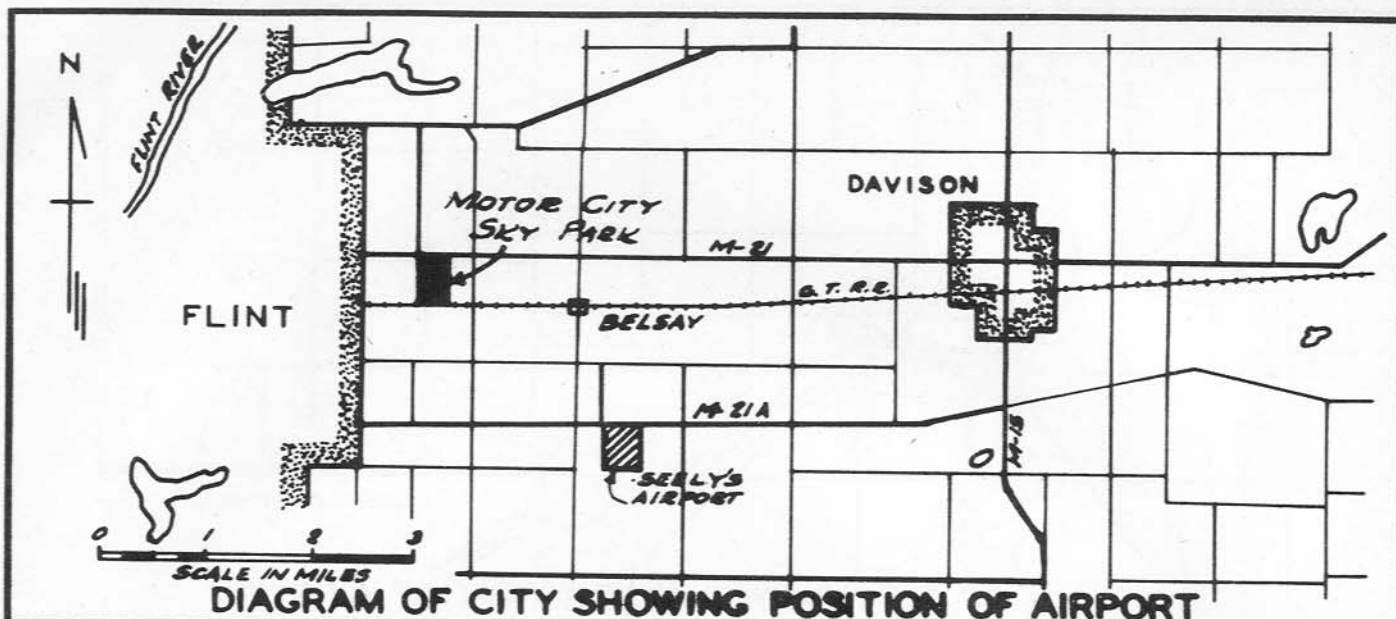 N
FLINT RIVER
DAVISON
MOTOR CITY
SKY PARK
M-21
G.T.R.R.
FLINT
BELSAY
M-21A
M-15
SEELY'S
AIRPORT
0 1 2 3
SCALE IN MILES
DIAGRAM OF CITY SHOWING POSITION OF AIRPORT